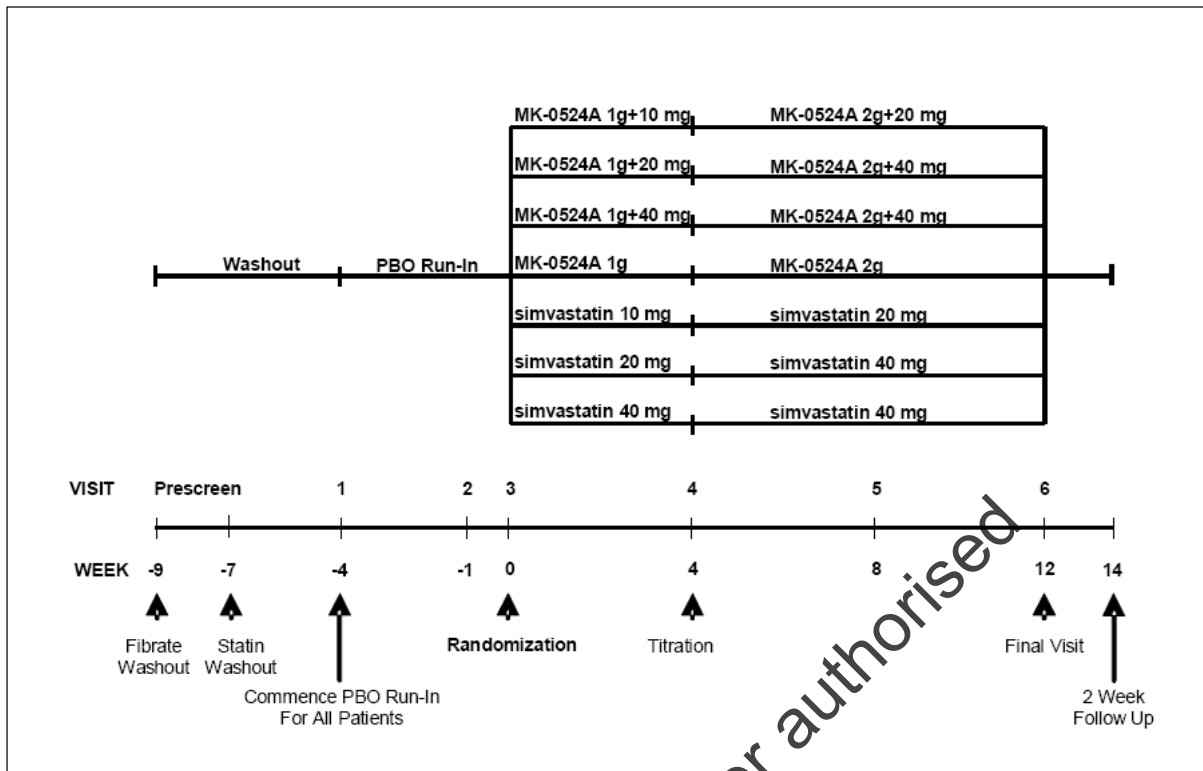 MK-0524A 1g+10 mg MK-0524A 2g+20 mg
MK-0524A 1g+20 mg MK-0524A 2g+40 mg
MK-0524A 1g+40 mg MK-0524A 2g+40 mg
Washout PBO Run-In MK-0524A 1g MK-0524A 2g
simvastatin 10 mg simvastatin 20 mg
simvastatin 20 mg simvastatin 40 mg
simvastatin 40 mg simvastatin 40 mg
VISIT Prescreen 1 2 3 4 5 6
WEEK -9 -7 -4 -1 0 4 8 12 14
Fibrate Washout
Statin Washout
Commence PBO Run-In
For All Patients
Randomization
Titration
Final Visit
2 Week
Follow Up
authorised